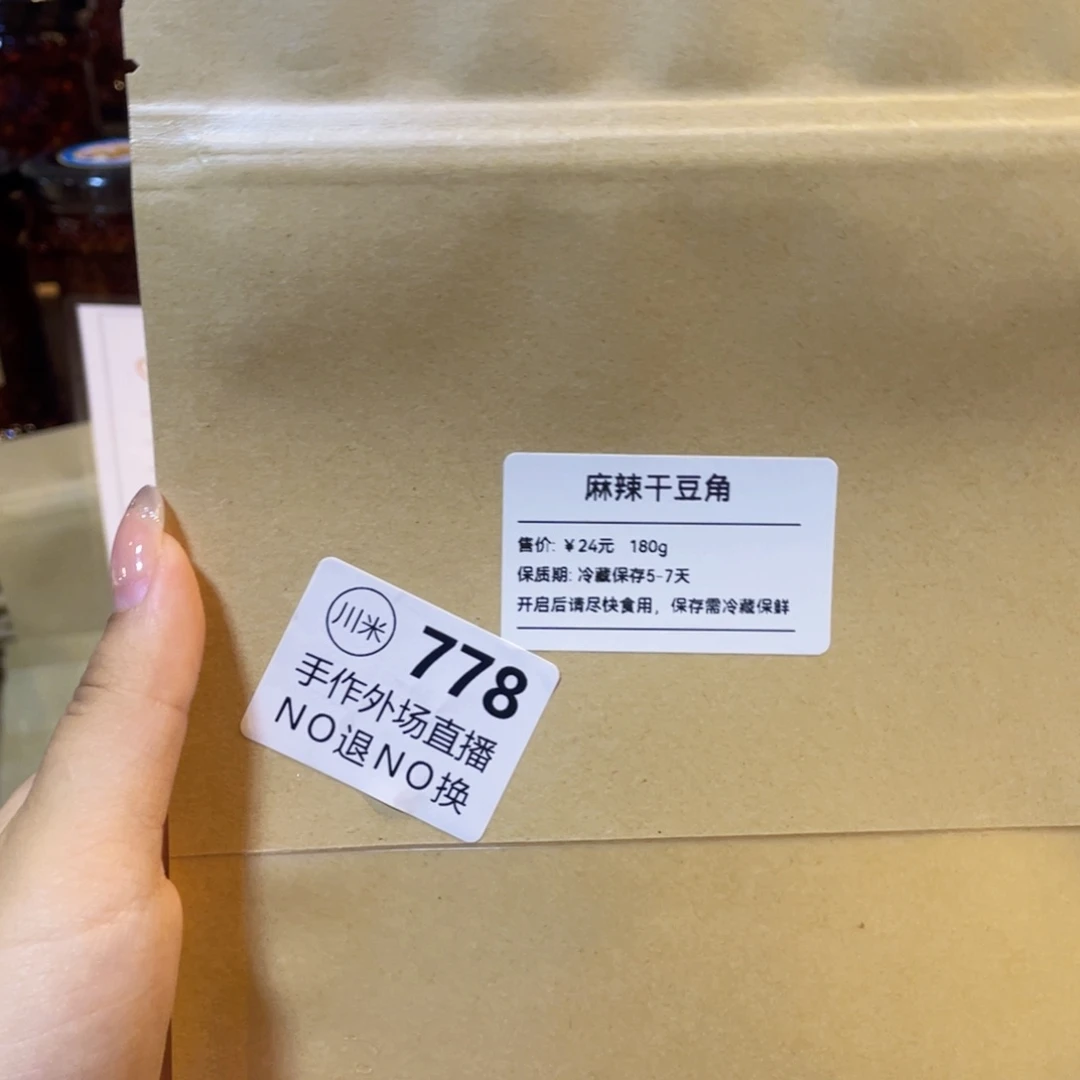 麻辣干豆角
售价: ￥24元 180g
保质期: 冷藏保存5-7天
开启后请尽快食用，保存需冷藏保鲜
川米 778
手作外场直播
NO退NO换